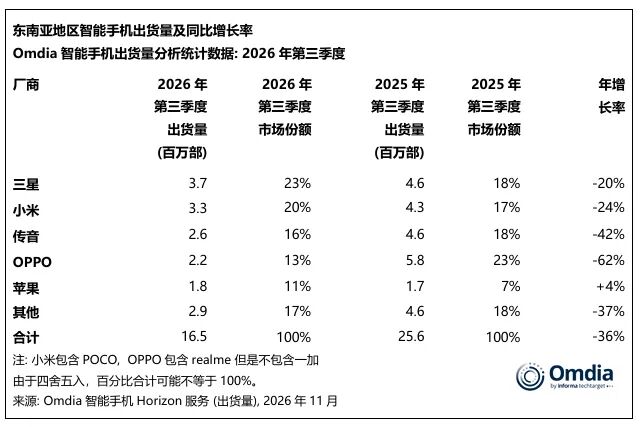 东南亚地区智能手机出货量及同比增长率
Omdia 智能手机出货量分析统计数据: 2026 年第三季度
厂商 2026 年 2026 年 2025 年 2025 年 年增
第三季度 第三季度 第三季度 第三季度 长率
出货量 市场份额 出货量 市场份额
(百万部) (百万部)
三星 3.7 23% 4.6 18% -20%
小米 3.3 20% 4.3 17% -24%
传音 2.6 16% 4.6 18% -42%
OPPO 2.2 13% 5.8 23% -62%
苹果 1.8 11% 1.7 7% +4%
其他 2.9 17% 4.6 18% -37%
合计 16.5 100% 25.6 100% -36%
注: 小米包含 POCO，OPPO 包含 realme 但是不包含一加
由于四舍五入，百分比合计可能不等于 100%。
来源: Omdia 智能手机 Horizon 服务 (出货量), 2026 年 11 月
Omdia
by informa techtarget